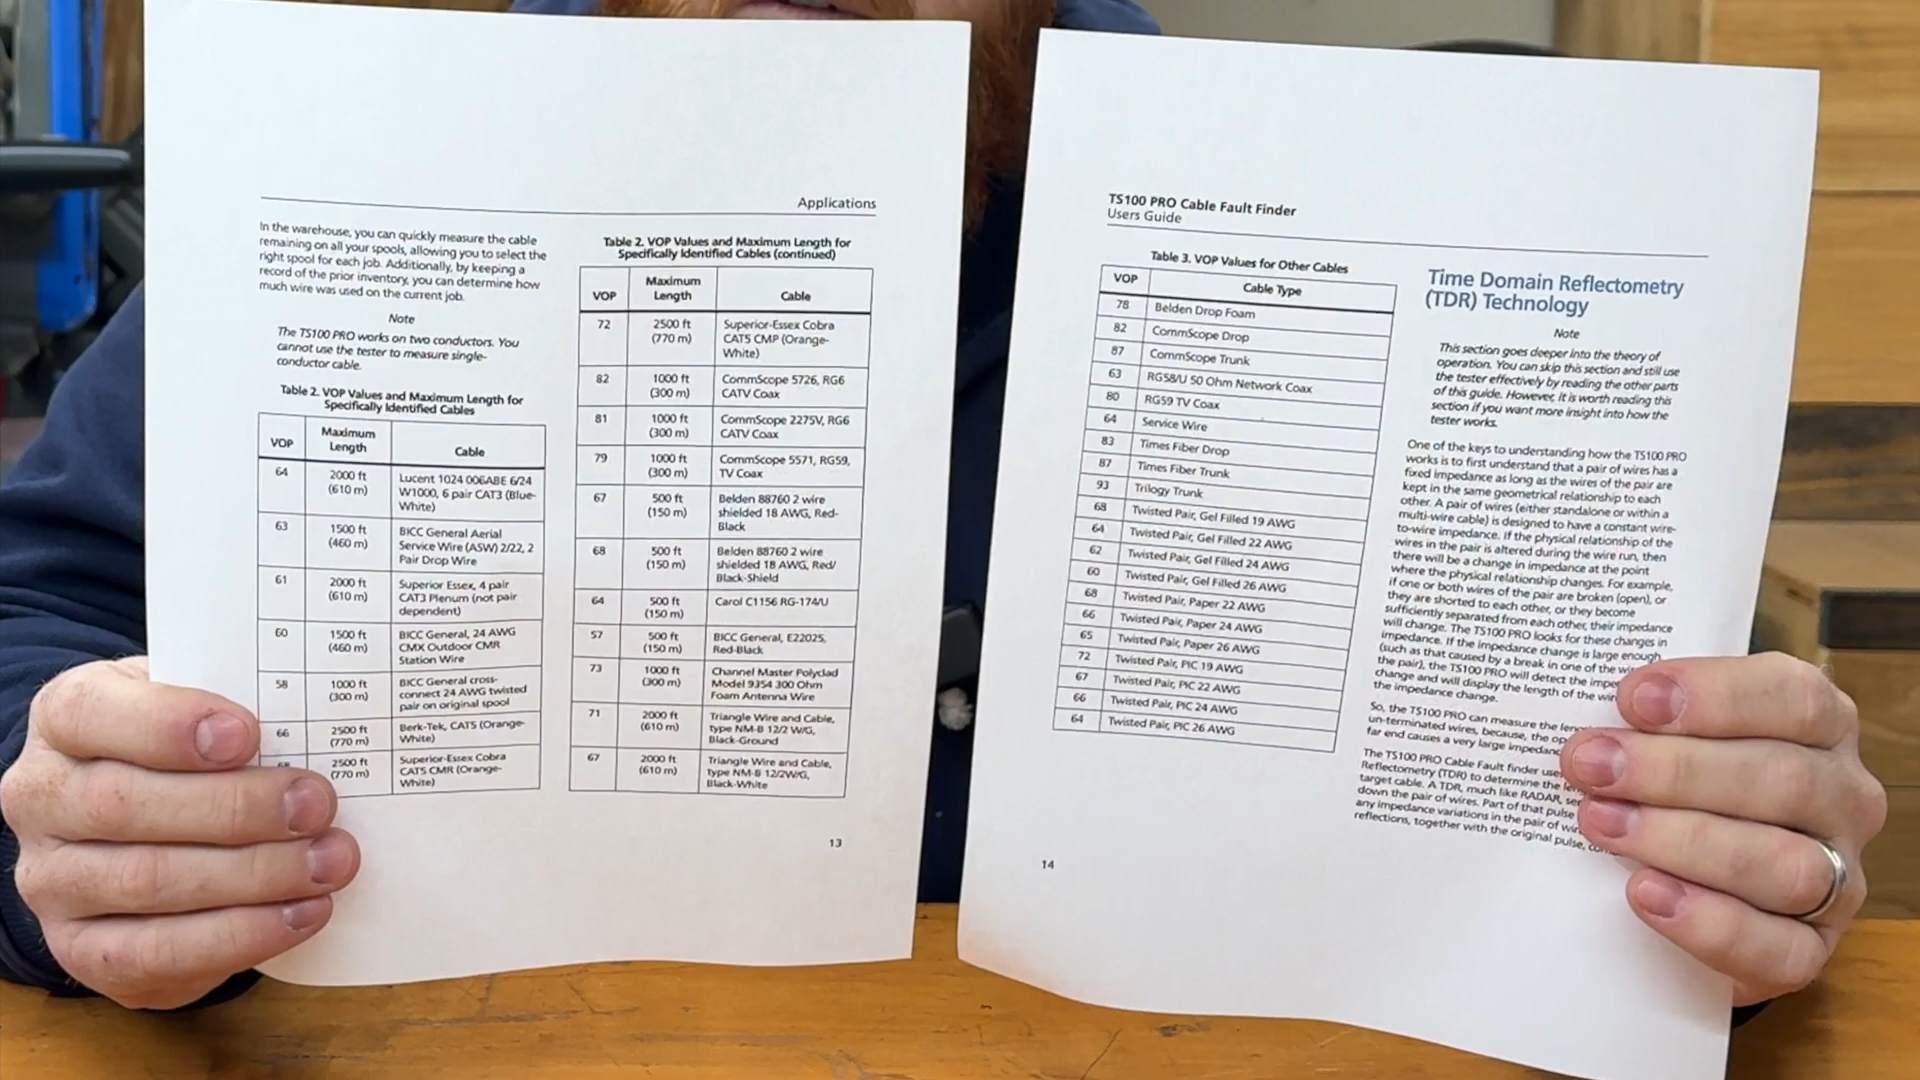 Applications
In the warehouse, you can quickly measure the cable
remaining on all your spools, allowing you to select the
right spool for each job. Additionally, by keeping a
record of the prior inventory, you can determine how
much wire was used on the current job.
Note
The TS100 PRO works on two conductors. You
cannot use the tester to measure single-
conductor cable.
Table 2. VOP Values and Maximum Length for
Specifically Identified Cables
VOP
Maximum
Length
Cable
64
2000 ft
(610 m)
Lucent 1024 006ABE 6/24
W1000, 6 pair CAT3 (Blue-
White)
63
1500 ft
(460 m)
BICC General Aerial
Service Wire (ASW) 2/22, 2
Pair Drop Wire
61
2000 ft
(610 m)
Superior Essex, 4 pair
CAT3 Plenum (not pair
dependent)
60
1500 ft
(460 m)
BICC General, 24 AWG
CMX Outdoor CMR
Station Wire
58
1000 ft
(300 m)
BICC General cross-
connect 24 AWG twisted
pair on original spool
66
2500 ft
(770 m)
Berk-Tek, CAT5 (Orange-
White)
2500 ft
(770 m)
Superior-Essex Cobra
CAT5 CMR (Orange-
White)
Table 2. VOP Values and Maximum Length for
Specifically Identified Cables (continued)
VOP
Maximum
Length
Cable
72
2500 ft
(770 m)
Superior-Essex Cobra
CAT5 CMP (Orange-
White)
82
1000 ft
(300 m)
CommScope 5726, RG6
CATV Coax
81
1000 ft
(300 m)
CommScope 2275V, RG6
CATV Coax
79
1000 ft
(300 m)
CommScope 5571, RG59,
TV Coax
67
500 ft
(150 m)
Belden 88760 2 wire
shielded 18 AWG, Red-
Black
68
500 ft
(150 m)
Belden 88760 2 wire
shielded 18 AWG, Red/
Black-Shield
64
500 ft
(150 m)
Carol C1156 RG-174/U
57
500 ft
(150 m)
BICC General, E22025,
Red-Black
73
1000 ft
(300 m)
Channel Master Polyclad
Model 9354 300 Ohm
Foam Antenna Wire
71
2000 ft
(610 m)
Triangle Wire and Cable,
type NM-B 12/2 W/G,
Black-Ground
67
2000 ft
(610 m)
Triangle Wire and Cable,
type NM-B 12/2W/G,
Black-White
13
TS100 PRO Cable Fault Finder
Users Guide
Table 3. VOP Values for Other Cables
VOP
Cable Type
78 Belden Drop Foam
82 CommScope Drop
87 CommScope Trunk
63 RG58/U 50 Ohm Network Coax
80 RG59 TV Coax
64 Service Wire
83 Times Fiber Drop
87 Times Fiber Trunk
93 Trilogy Trunk
68 Twisted Pair, Gel Filled 19 AWG
64 Twisted Pair, Gel Filled 22 AWG
62 Twisted Pair, Gel Filled 24 AWG
60 Twisted Pair, Gel Filled 26 AWG
68 Twisted Pair, Paper 22 AWG
66 Twisted Pair, Paper 24 AWG
65 Twisted Pair, Paper 26 AWG
72 Twisted Pair, PIC 19 AWG
67 Twisted Pair, PIC 22 AWG
66 Twisted Pair, PIC 24 AWG
64 Twisted Pair, PIC 26 AWG
Time Domain Reflectometry
(TDR) Technology
Note
This section goes deeper into the theory of
operation. You can skip this section and still use
the tester effectively by reading the other parts
of this guide. However, it is worth reading this
section if you want more insight into how the
tester works.
One of the keys to understanding how the TS100 PRO
works is to first understand that a pair of wires has a
fixed impedance as long as the wires of the pair are
kept in the same geometrical relationship to each
other. A pair of wires (either standalone or within a
multi-wire cable) is designed to have a constant wire-
to-wire impedance. If the physical relationship of the
wires in the pair is altered during the wire run, then
there will be a change in impedance at the point
where the physical relationship changes. For example,
if one or both wires of the pair are broken (open), or
they are shorted to each other, or they become
sufficiently separated from each other, their impedance
will change. The TS100 PRO looks for these changes in
impedance. If the impedance change is large enough
(such as that caused by a break in one of the
the pair), the TS100 PRO will detect the
change and will display the length of the
the impedance change.
So, the TS100 PRO can measure the
un-terminated wires, because, the
far end causes a very large
The TS100 PRO Cable Fault finder
Reflectometry (TDR) to determine the
target cable. A TDR, much like RADAR,
down the pair of wires. Part of that pulse
any impedance variations in the pair of
reflections, together with the original pulse,
14